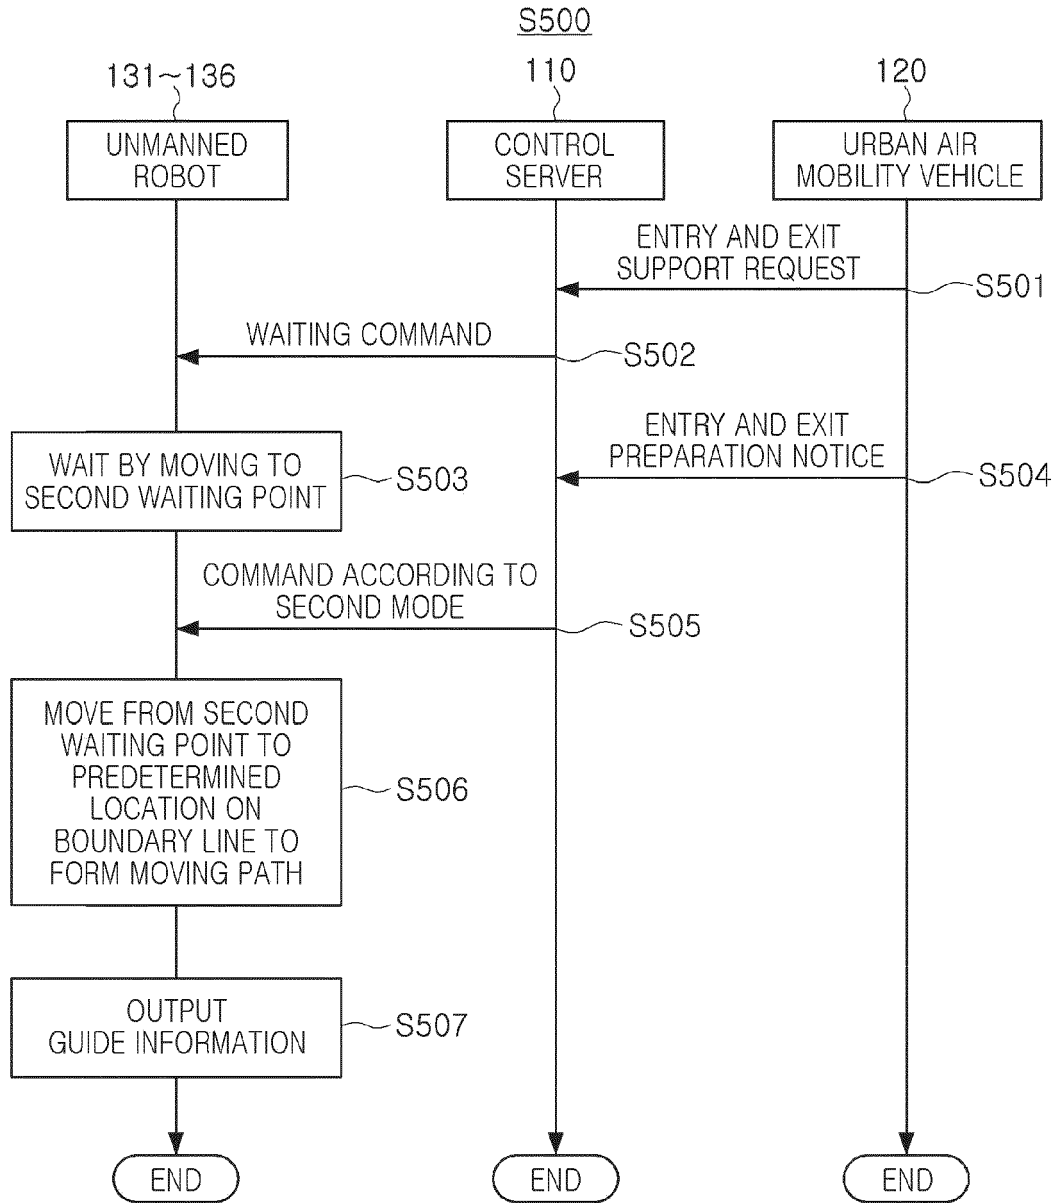 S500
131~136
110
120
UNMANNED
ROBOT
CONTROL
SERVER
URBAN AIR
MOBILITY VEHICLE
ENTRY AND EXIT
SUPPORT REQUEST
S501
WAITING COMMAND
S502
ENTRY AND EXIT
PREPARATION NOTICE
S504
WAIT BY MOVING TO
SECOND WAITING POINT
S503
COMMAND ACCORDING TO
SECOND MODE
S505
MOVE FROM SECOND
WAITING POINT TO
PREDETERMINED
LOCATION ON
BOUNDARY LINE TO
FORM MOVING PATH
S506
OUTPUT
GUIDE INFORMATION
S507
END
END
END